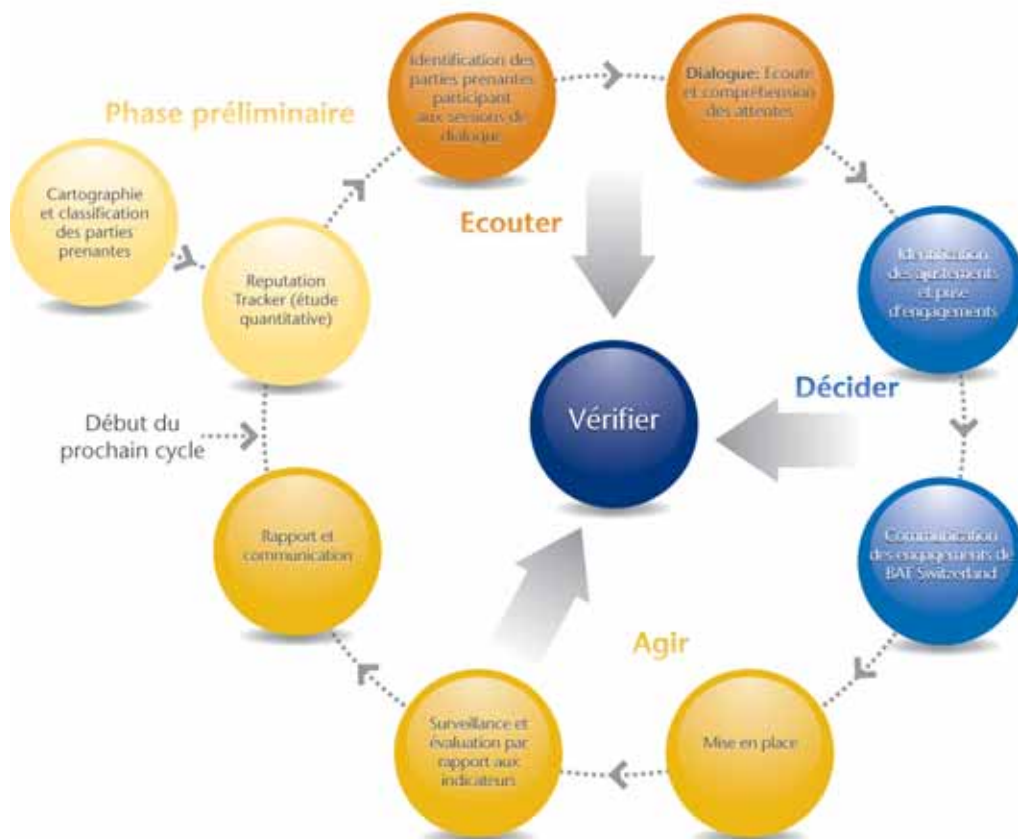 Phase préliminaire
Cartographie
et classification
des parties
prenantes
Reputation
Tracker (étude
quantitative)
Identification des
parties prenantes
participant
aux sessions de
dialogue
Dialogue: Ecoute
et compréhension
des attentes
Ecouter
Identification
des ajustements
et prise
d'engagements
Décider
Vérifier
Communication
des engagements de
BAT Switzerland
Agir
Mise en place
Surveillance et
évaluation par
rapport aux
indicateurs
Rapport et
communication
Début du
prochain cycle